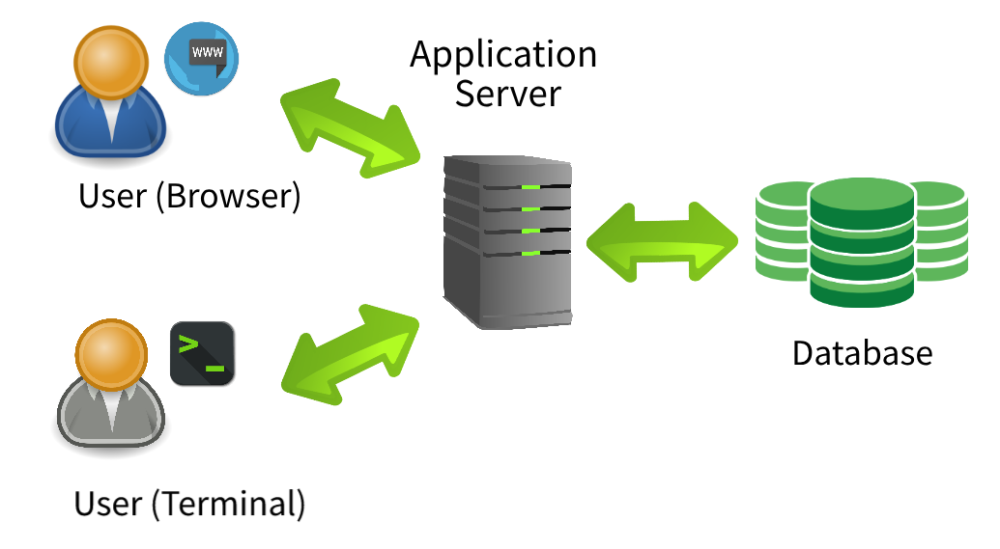 www
Application
Server
User (Browser)
>_
User (Terminal)
Database